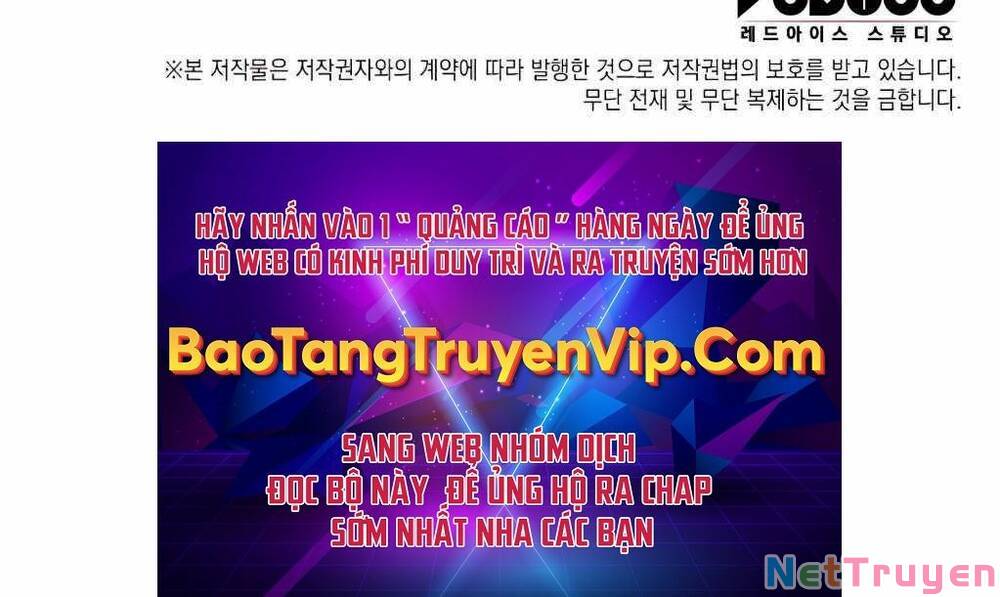 레드아이스 스튜디오
※본 저작물은 저작권자와의 계약에 따라 발행한 것으로 저작권법의 보호를 받고 있습니다.
무단 전재 및 무단 복제하는 것을 금합니다.
HÃY NHẤN VÀO 1 “ QUẢNG CÁO ” HÀNG NGÀY ĐỂ ỦNG
HỘ WEB CÓ KINH PHÍ DUY TRÌ VÀ RA TRUYỆN SỚM HƠN
BaoTangTruyenVip.Com
SANG WEB NHÓM DỊCH
ĐỌC BỘ NÀY ĐỂ ỦNG HỘ RA CHAP
SỚM NHẤT NHA CÁC BẠN
NetTruyen